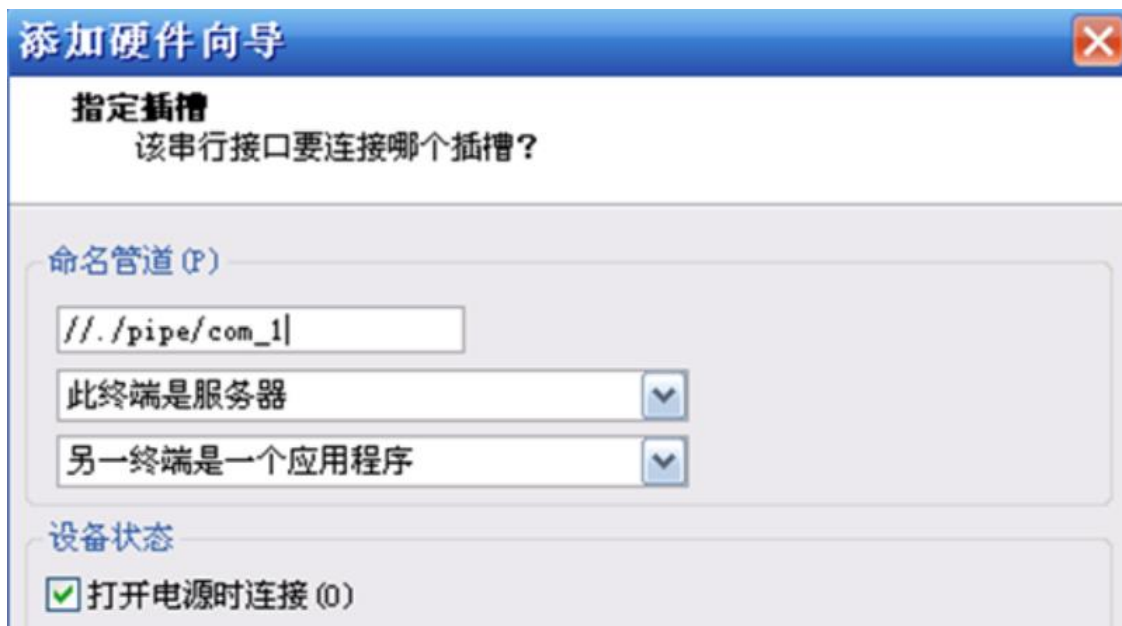 添加硬件向导
指定插槽
该串行接口要连接哪个插槽?
命名管道(P)
//./pipe/com_1
此终端是服务器
另一终端是一个应用程序
设备状态
打开电源时连接(O)